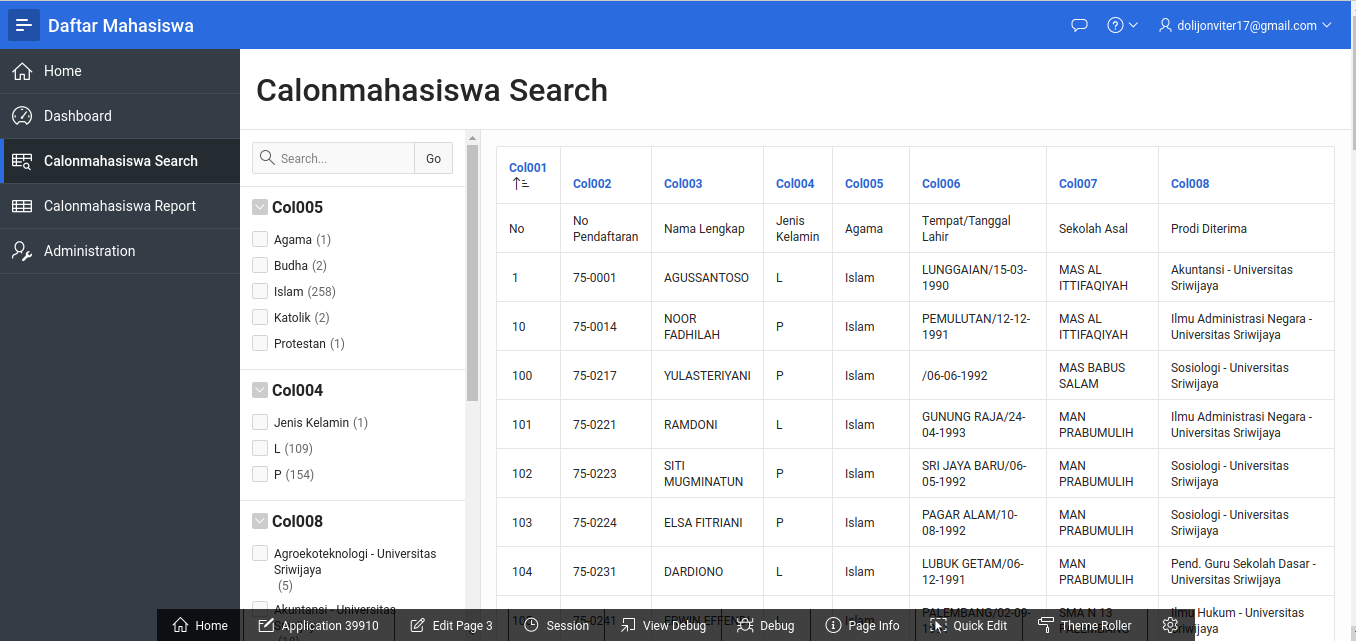 Daftar Mahasiswa
dolijonviter17@gmail.com
Home
Dashboard
Calonmahasiswa Search
Calonmahasiswa Report
Administration
Calonmahasiswa Search
Search...
Go
Col005
Agama (1)
Budha (2)
Islam (258)
Katolik (2)
Protestan (1)
Col004
Jenis Kelamin (1)
L (109)
P (154)
Col008
Agroekoteknologi - Universitas
Sriwijaya
(5)
Akuntansi - Universitas
Col001 Col002 Col003 Col004 Col005 Col006 Col007 Col008
No No Pendaftaran Nama Lengkap Jenis Kelamin Agama Tempat/Tanggal Lahir Sekolah Asal Prodi Diterima
1 75-0001 AGUSSANTOSO L Islam LUNGGAIAN/15-03-1990 MAS AL ITTIFAQIYAH Akuntansi - Universitas Sriwijaya
10 75-0014 NOOR FADHILAH P Islam PEMULUTAN/12-12-1991 MAS AL ITTIFAQIYAH Ilmu Administrasi Negara - Universitas Sriwijaya
100 75-0217 YULASTERIYANI P Islam /06-06-1992 MAS BABUS SALAM Sosiologi - Universitas Sriwijaya
101 75-0221 RAMDONI L Islam GUNUNG RAJA/24-04-1993 MAN PRABUMULIH Ilmu Administrasi Negara - Universitas Sriwijaya
102 75-0223 SITI MUGMINATUN P Islam SRI JAYA BARU/06-05-1992 MAN PRABUMULIH Sosiologi - Universitas Sriwijaya
103 75-0224 ELSA FITRIANI P Islam PAGAR ALAM/10-08-1992 MAN PRABUMULIH Sosiologi - Universitas Sriwijaya
104 75-0231 DARDIONO L Islam LUBUK GETAM/06-12-1991 MAN PRABUMULIH Pend. Guru Sekolah Dasar - Universitas Sriwijaya
75-0241 L Islam PALEMBANG/02-09- SMA N 13 Ilmu Hukum - Universitas Sriwijaya
Home
Application 39910
Edit Page 3
Session
View Debug
Debug
Page Info
Quick Edit
Theme Roller